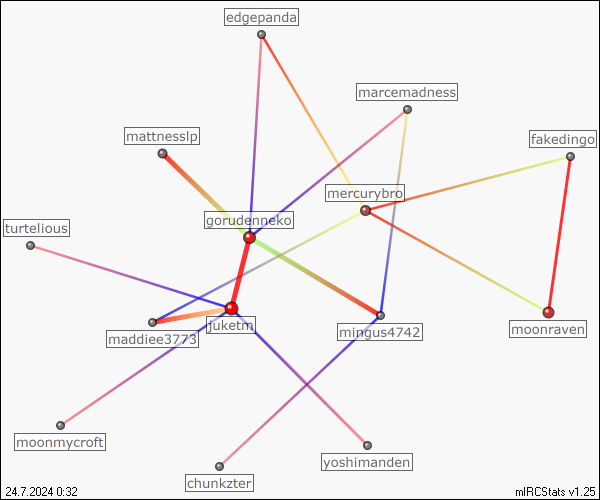 edgepanda
marcemadness
mattnesslp
fakedingo
mercurybro
gorudenneko
turtelious
juketm
moonraven
mingus4742
maddiee3773
moonmycroft
yoshimanden
chunkzter
24.7.2024 0:32
mIRCStats v1.25